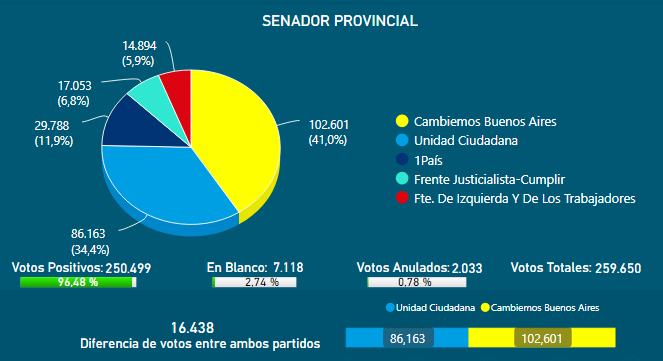 SENADOR PROVINCIAL
14.894
(5,9%)
17.053
(6,8%)
29.788
(11,9%)
102.601
(41,0%)
86.163
(34,4%)
Cambiemos Buenos Aires
Unidad Ciudadana
1País
Frente Justicialista-Cumplir
Fte. De Izquierda Y De Los Trabajadores
Votos Positivos: 250.499
96,48 %
En Blanco: 7.118
2,74 %
Votos Anulados: 2.033
0,78 %
Votos Totales: 259.650
16.438
Diferencia de votos entre ambos partidos
Unidad Ciudadana Cambiemos Buenos Aires
86,163 102,601